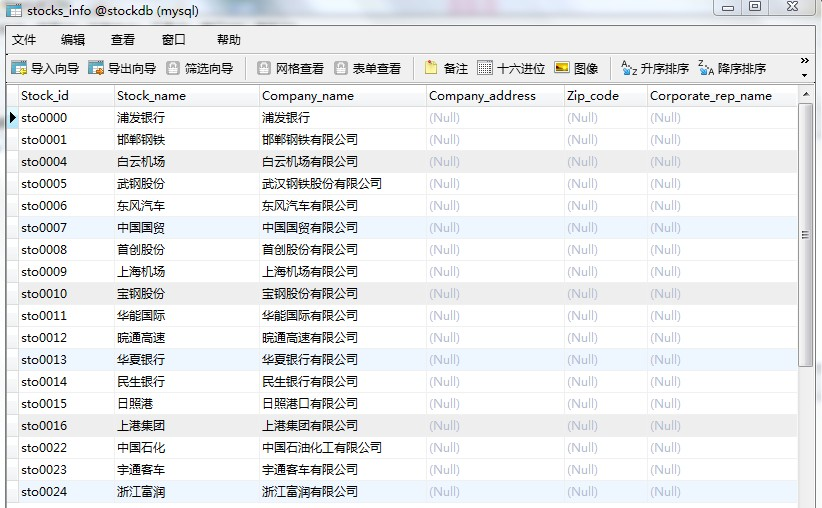 stocks_info @stockdb (mysql)
文件 编辑 查看 窗口 帮助
导入向导 导出向导 筛选向导 网格查看 表单查看 备注 十六进位 图像 升序排序 降序排序
Stock_id Stock_name Company_name Company_address Zip_code Corporate_rep_name
sto0000 浦发银行 浦发银行 (Null) (Null) (Null)
sto0001 邯郸钢铁 邯郸钢铁有限公司 (Null) (Null) (Null)
sto0004 白云机场 白云机场有限公司 (Null) (Null) (Null)
sto0005 武钢股份 武汉钢铁股份有限公司 (Null) (Null) (Null)
sto0006 东风汽车 东风汽车有限公司 (Null) (Null) (Null)
sto0007 中国国贸 中国国贸有限公司 (Null) (Null) (Null)
sto0008 首创股份 首创股份有限公司 (Null) (Null) (Null)
sto0009 上海机场 上海机场有限公司 (Null) (Null) (Null)
sto0010 宝钢股份 宝钢股份有限公司 (Null) (Null) (Null)
sto0011 华能国际 华能国际有限公司 (Null) (Null) (Null)
sto0012 皖通高速 皖通高速有限公司 (Null) (Null) (Null)
sto0013 华夏银行 华夏银行有限公司 (Null) (Null) (Null)
sto0014 民生银行 民生银行有限公司 (Null) (Null) (Null)
sto0015 日照港 日照港口有限公司 (Null) (Null) (Null)
sto0016 上港集团 上港集团有限公司 (Null) (Null) (Null)
sto0022 中国石化 中国石油化工有限公司 (Null) (Null) (Null)
sto0023 宇通客车 宇通客车有限公司 (Null) (Null) (Null)
sto0024 浙江富润 浙江富润有限公司 (Null) (Null) (Null)